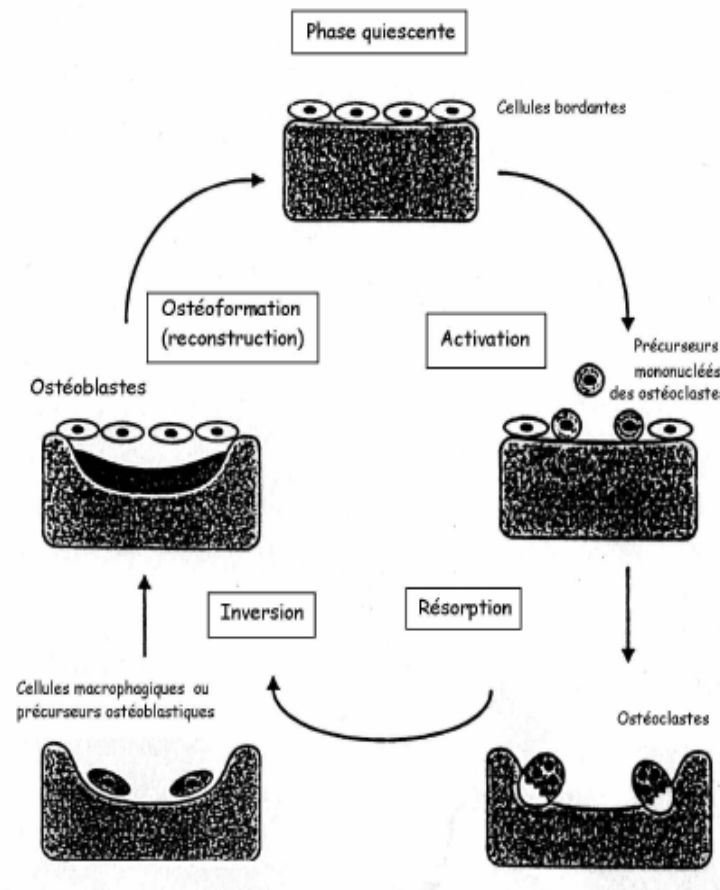 Phase quiescente
Cellules bordantes
Ostéoformation
(reconstruction)
Activation
Précurseurs
mononucléés
des ostéoclastes
Ostéoblastes
Inversion
Résorption
Cellules macrophagiques ou
précurseurs ostéoblastiques
Ostéoclastes